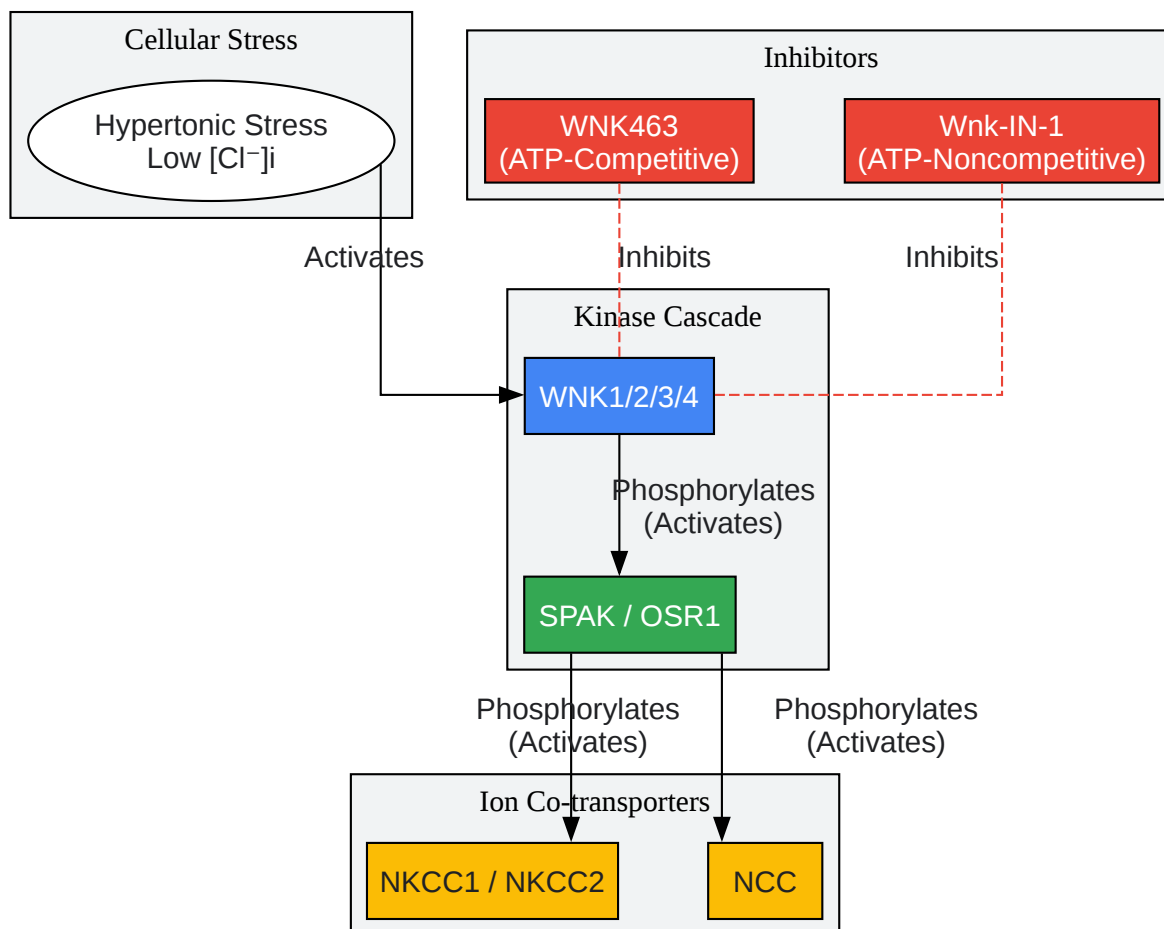 Cellular Stress
Hypertonic Stress
Low [Cl⁻]i
Inhibitors
WNK463
(ATP-Competitive)
Wnk-IN-1
(ATP-Noncompetitive)
Activates
Inhibits
Inhibits
Kinase Cascade
WNK1/2/3/4
Phosphorylates
(Activates)
SPAK / OSR1
Phosphorylates
(Activates)
Phosphorylates
(Activates)
Ion Co-transporters
NKCC1 / NKCC2
NCC